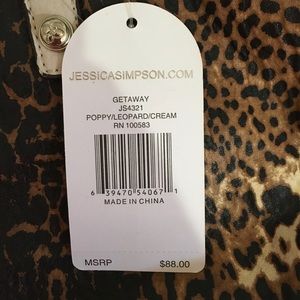 JESSICASIMPSON.COM
GETAWAY
JS4321
POPPY/LEOPARD/CREAM
RN 100583
6 39470 54067 1
MADE IN CHINA
MSRP $88.00